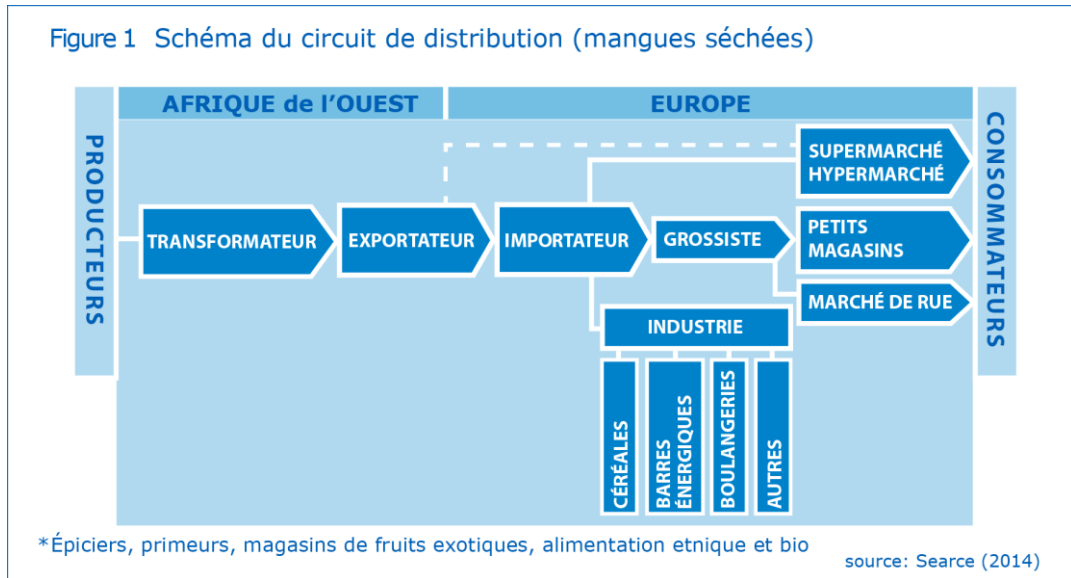 Figure 1 Schéma du circuit de distribution (mangues séchées)
AFRIQUE de l'OUEST
EUROPE
PRODUCTEURS
CONSOMMATEURS
SUPERMARCHÉ
HYPERMARCHÉ
TRANSFORMATEUR
EXPORTATEUR
IMPORTATEUR
GROSSISTE
PETITS
MAGASINS
MARCHÉ DE RUE
INDUSTRIE
CÉRÉALES
BARRES
ÉNERGIQUES
BOULANGERIES
AUTRES
*Épiciers, primeurs, magasins de fruits exotiques, alimentation etnique et bio
source: Searce (2014)